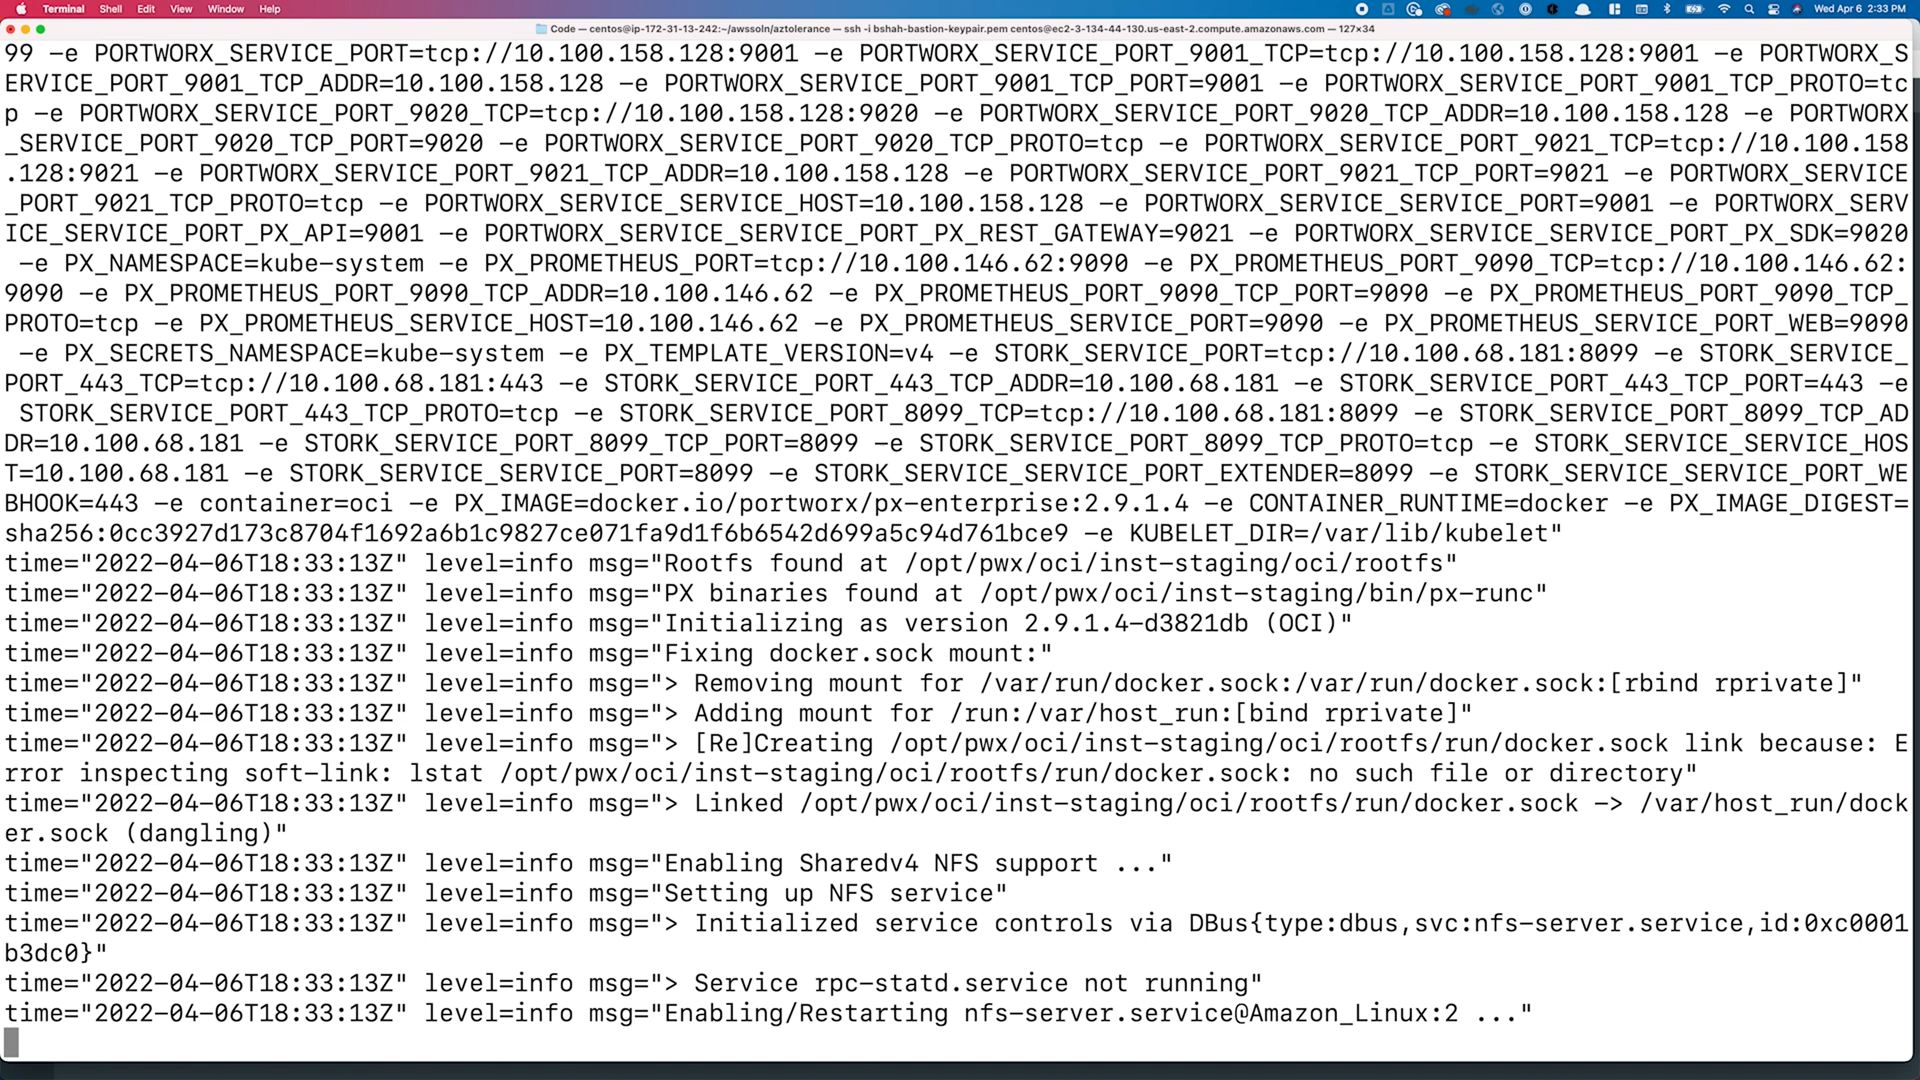 Terminal Shell Edit View Window Help Wed Apr 6 2:33 PM
Code — centos@ip-172-31-13-242:~/awssoln/aztolerance — ssh -i bshah-bastion-keypair.pem centos@ec2-3-134-44-130.us-east-2.compute.amazonaws.com — 127×34
99 -e PORTWORX_SERVICE_PORT=tcp://10.100.158.128:9001 -e PORTWORX_SERVICE_PORT_9001_TCP=tcp://10.100.158.128:9001 -e PORTWORX_S
ERVICE_PORT_9001_TCP_ADDR=10.100.158.128 -e PORTWORX_SERVICE_PORT_9001_TCP_PORT=9001 -e PORTWORX_SERVICE_PORT_9001_TCP_PROTO=tc
p -e PORTWORX_SERVICE_PORT_9020_TCP=tcp://10.100.158.128:9020 -e PORTWORX_SERVICE_PORT_9020_TCP_ADDR=10.100.158.128 -e PORTWORX
_SERVICE_PORT_9020_TCP_PORT=9020 -e PORTWORX_SERVICE_PORT_9020_TCP_PROTO=tcp -e PORTWORX_SERVICE_PORT_9021_TCP=tcp://10.100.158
.128:9021 -e PORTWORX_SERVICE_PORT_9021_TCP_ADDR=10.100.158.128 -e PORTWORX_SERVICE_PORT_9021_TCP_PORT=9021 -e PORTWORX_SERVICE
_PORT_9021_TCP_PROTO=tcp -e PORTWORX_SERVICE_SERVICE_HOST=10.100.158.128 -e PORTWORX_SERVICE_SERVICE_PORT=9001 -e PORTWORX_SERV
ICE_SERVICE_PORT_PX_API=9001 -e PORTWORX_SERVICE_SERVICE_PORT_PX_REST_GATEWAY=9021 -e PORTWORX_SERVICE_SERVICE_PORT_PX_SDK=9020
 -e PX_NAMESPACE=kube-system -e PX_PROMETHEUS_PORT=tcp://10.100.146.62:9090 -e PX_PROMETHEUS_PORT_9090_TCP=tcp://10.100.146.62:
9090 -e PX_PROMETHEUS_PORT_9090_TCP_ADDR=10.100.146.62 -e PX_PROMETHEUS_PORT_9090_TCP_PORT=9090 -e PX_PROMETHEUS_PORT_9090_TCP_
PROTO=tcp -e PX_PROMETHEUS_SERVICE_HOST=10.100.146.62 -e PX_PROMETHEUS_SERVICE_PORT=9090 -e PX_PROMETHEUS_SERVICE_PORT_WEB=9090
 -e PX_SECRETS_NAMESPACE=kube-system -e PX_TEMPLATE_VERSION=v4 -e STORK_SERVICE_PORT=tcp://10.100.68.181:8099 -e STORK_SERVICE_
PORT_443_TCP=tcp://10.100.68.181:443 -e STORK_SERVICE_PORT_443_TCP_ADDR=10.100.68.181 -e STORK_SERVICE_PORT_443_TCP_PORT=443 -e
 STORK_SERVICE_PORT_443_TCP_PROTO=tcp -e STORK_SERVICE_PORT_8099_TCP=tcp://10.100.68.181:8099 -e STORK_SERVICE_PORT_8099_TCP_AD
DR=10.100.68.181 -e STORK_SERVICE_PORT_8099_TCP_PORT=8099 -e STORK_SERVICE_PORT_8099_TCP_PROTO=tcp -e STORK_SERVICE_SERVICE_HOS
T=10.100.68.181 -e STORK_SERVICE_SERVICE_PORT=8099 -e STORK_SERVICE_SERVICE_PORT_EXTENDER=8099 -e STORK_SERVICE_SERVICE_PORT_WE
BHOOK=443 -e container=oci -e PX_IMAGE=docker.io/portworx/px-enterprise:2.9.1.4 -e CONTAINER_RUNTIME=docker -e PX_IMAGE_DIGEST=
sha256:0cc3927d173c8704f1692a6b1c9827ce071fa9d1f6b6542d699a5c94d761bce9 -e KUBELET_DIR=/var/lib/kubelet"
time="2022-04-06T18:33:13Z" level=info msg="Rootfs found at /opt/pwx/oci/inst-staging/oci/rootfs"
time="2022-04-06T18:33:13Z" level=info msg="PX binaries found at /opt/pwx/oci/inst-staging/bin/px-runc"
time="2022-04-06T18:33:13Z" level=info msg="Initializing as version 2.9.1.4-d3821db (OCI)"
time="2022-04-06T18:33:13Z" level=info msg="Fixing docker.sock mount:"
time="2022-04-06T18:33:13Z" level=info msg="> Removing mount for /var/run/docker.sock:/var/run/docker.sock:[rbind rprivate]"
time="2022-04-06T18:33:13Z" level=info msg="> Adding mount for /run:/var/host_run:[bind rprivate]"
time="2022-04-06T18:33:13Z" level=info msg="> [Re]Creating /opt/pwx/oci/inst-staging/oci/rootfs/run/docker.sock link because: E
rror inspecting soft-link: lstat /opt/pwx/oci/inst-staging/oci/rootfs/run/docker.sock: no such file or directory"
time="2022-04-06T18:33:13Z" level=info msg="> Linked /opt/pwx/oci/inst-staging/oci/rootfs/run/docker.sock -> /var/host_run/dock
er.sock (dangling)"
time="2022-04-06T18:33:13Z" level=info msg="Enabling Sharedv4 NFS support ..."
time="2022-04-06T18:33:13Z" level=info msg="Setting up NFS service"
time="2022-04-06T18:33:13Z" level=info msg="> Initialized service controls via DBus{type:dbus,svc:nfs-server.service,id:0xc0001
b3dc0}"
time="2022-04-06T18:33:13Z" level=info msg="> Service rpc-statd.service not running"
time="2022-04-06T18:33:13Z" level=info msg="Enabling/Restarting nfs-server.service@Amazon_Linux:2 ..."